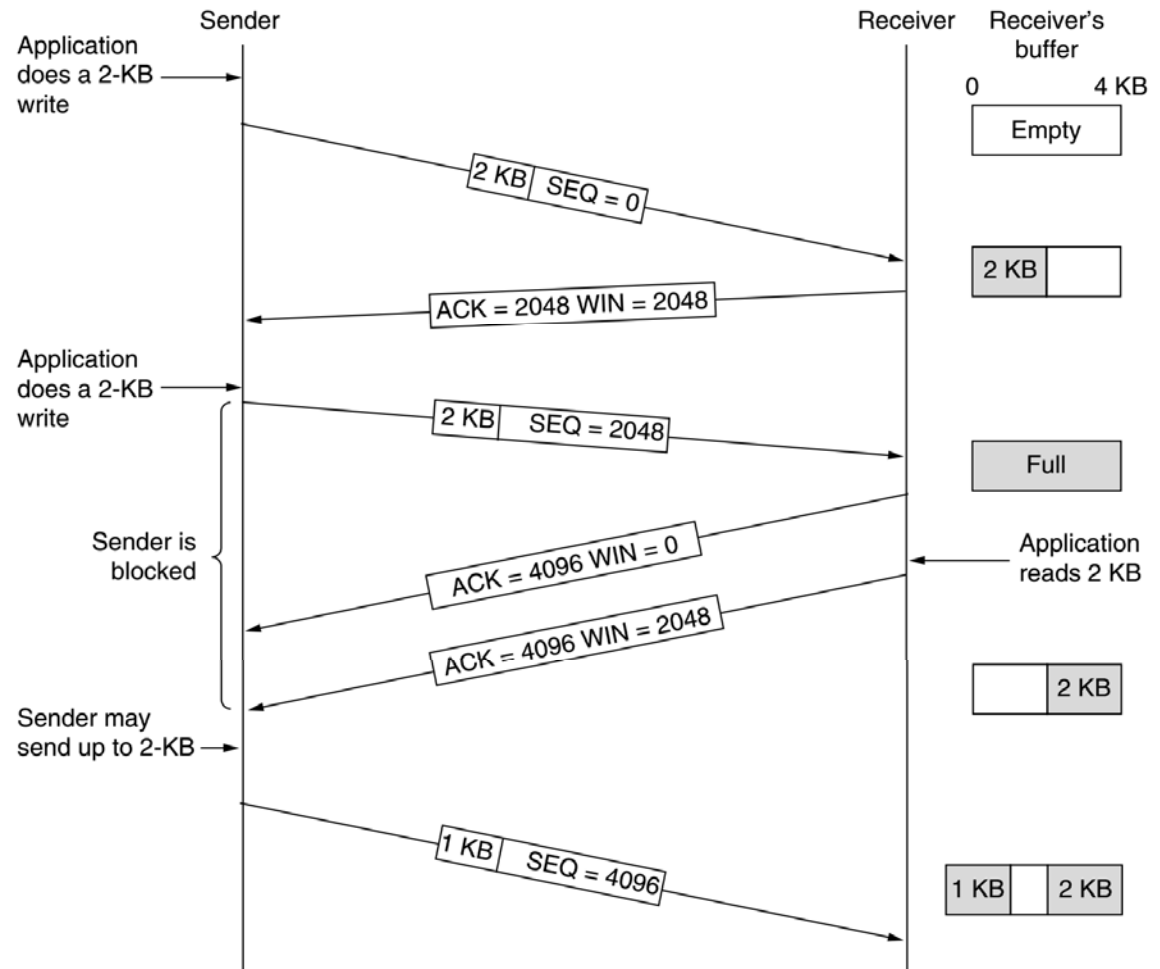 Sender
Receiver
Receiver's
buffer
Application
does a 2-KB
write
0
4 KB
Empty
2 KB
SEQ = 0
2 KB
ACK = 2048 WIN = 2048
Application
does a 2-KB
write
2 KB
SEQ = 2048
Full
Sender is
blocked
ACK = 4096 WIN = 0
Application
reads 2 KB
ACK = 4096 WIN = 2048
2 KB
Sender may
send up to 2-KB
1 KB
SEQ = 4096
1 KB
2 KB